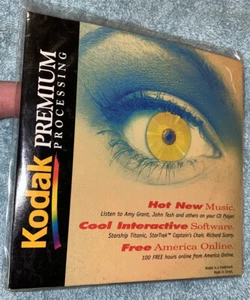 Kodak PREMIUM
PROCESSING
Hot New Music.
Listen to Amy Grant, John Tesh and others on your CD Player
Cool Interactive Software.
Starship Titanic, StarTrek™ Captain's Chair, Richard Scarry.
Free America Online.
100 FREE hours online from America Online.